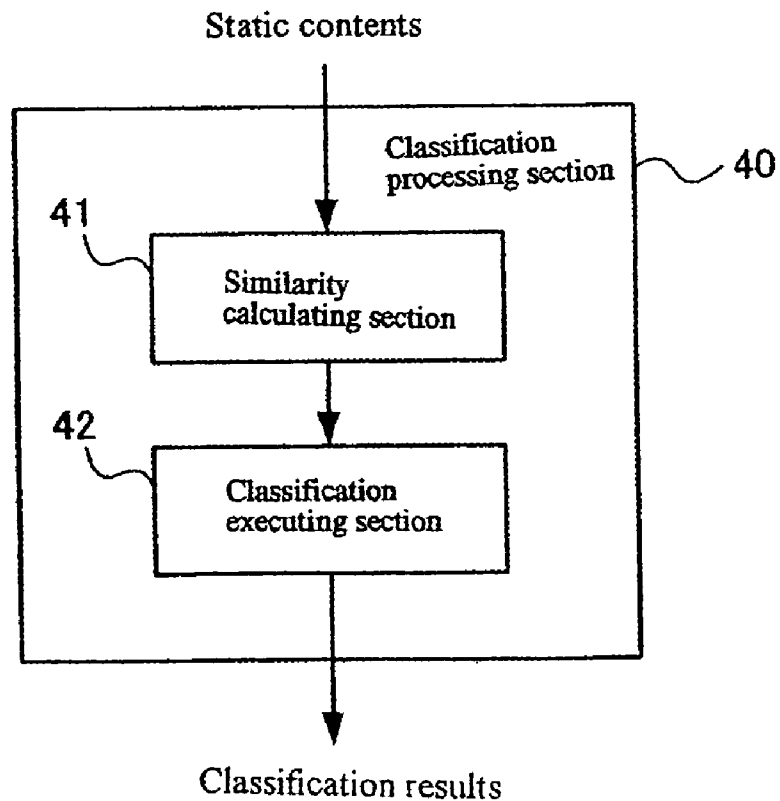 Static contents
Classification
processing section
40
41
Similarity
calculating section
42
Classification
executing section
Classification results